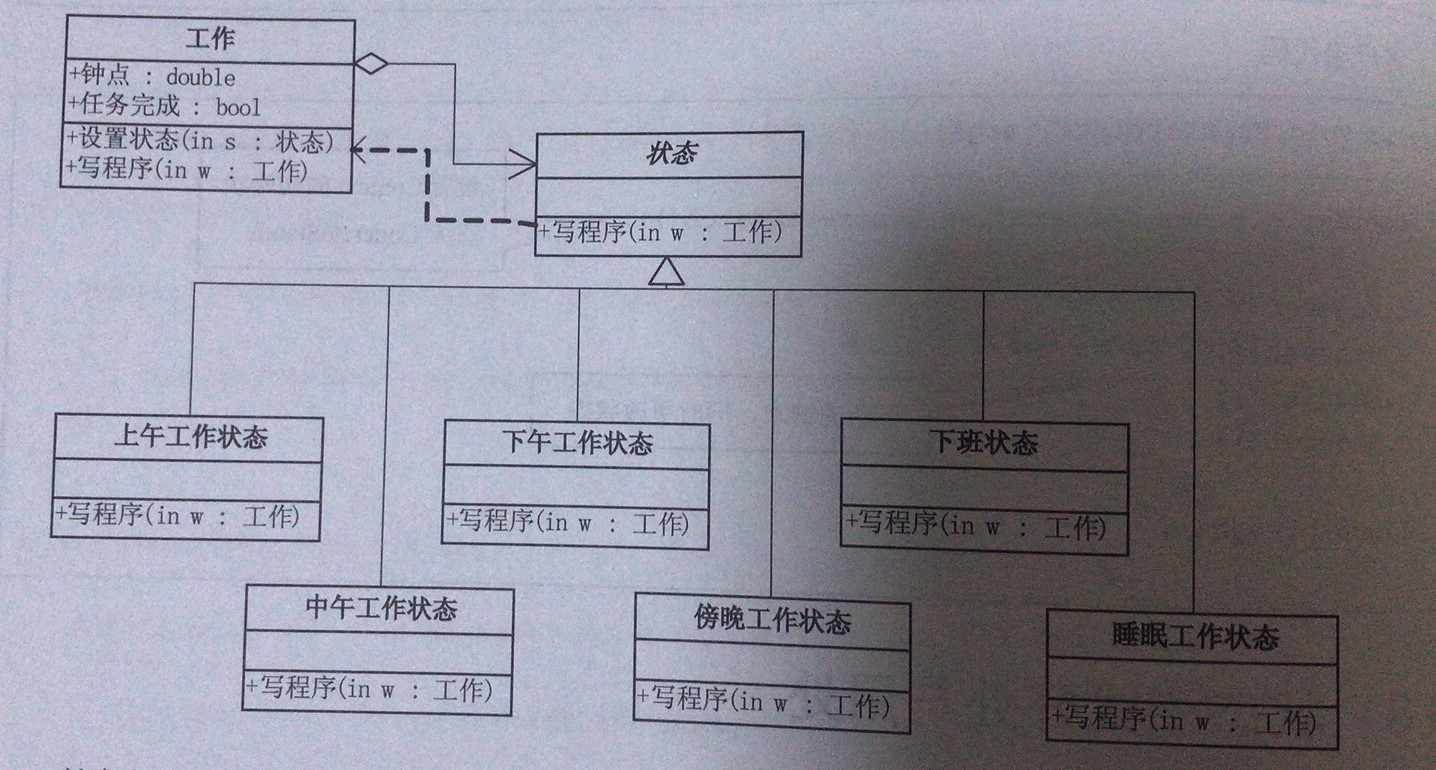 工作
+钟点 : double
+任务完成 : bool
+设置状态(in s : 状态)
+写程序(in w : 工作)
状态
+写程序(in w : 工作)
上午工作状态
+写程序(in w : 工作)
下午工作状态
+写程序(in w : 工作)
下班状态
+写程序(in w : 工作)
中午工作状态
+写程序(in w : 工作)
傍晚工作状态
+写程序(in w : 工作)
睡眠工作状态
+写程序(in w : 工作)